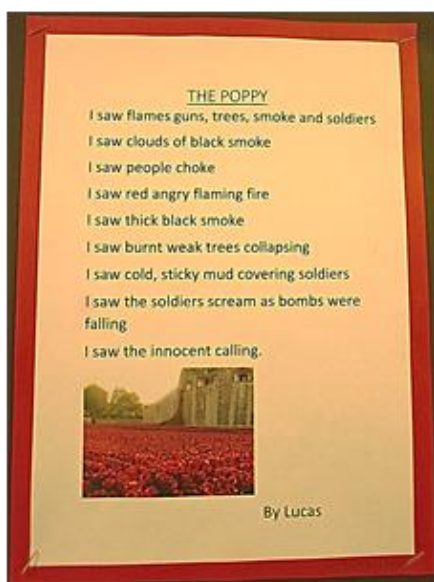 THE POPPY
I saw flames guns, trees, smoke and soldiers
I saw clouds of black smoke
I saw people choke
I saw red angry flaming fire
I saw thick black smoke
I saw burnt weak trees collapsing
I saw cold, sticky mud covering soldiers
I saw the soldiers scream as bombs were
falling
I saw the innocent calling.
By Lucas